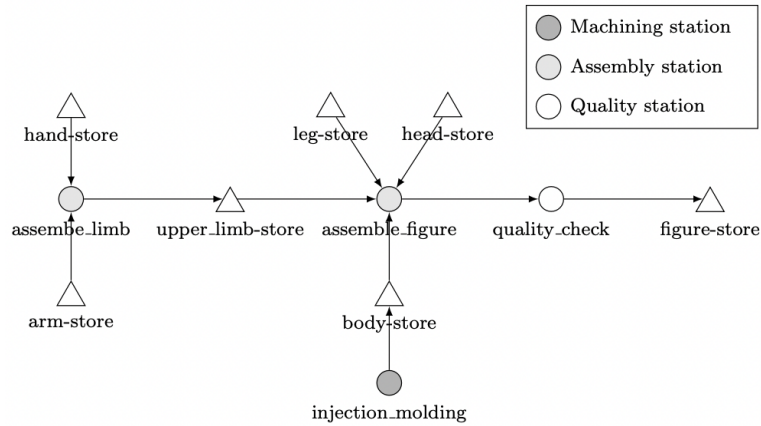 Machining station
Assembly station
Quality station
hand-store
leg-store
head-store
assembe_limb
upper_limb-store
assemble_figure
quality_check
figure-store
arm-store
body-store
injection_molding